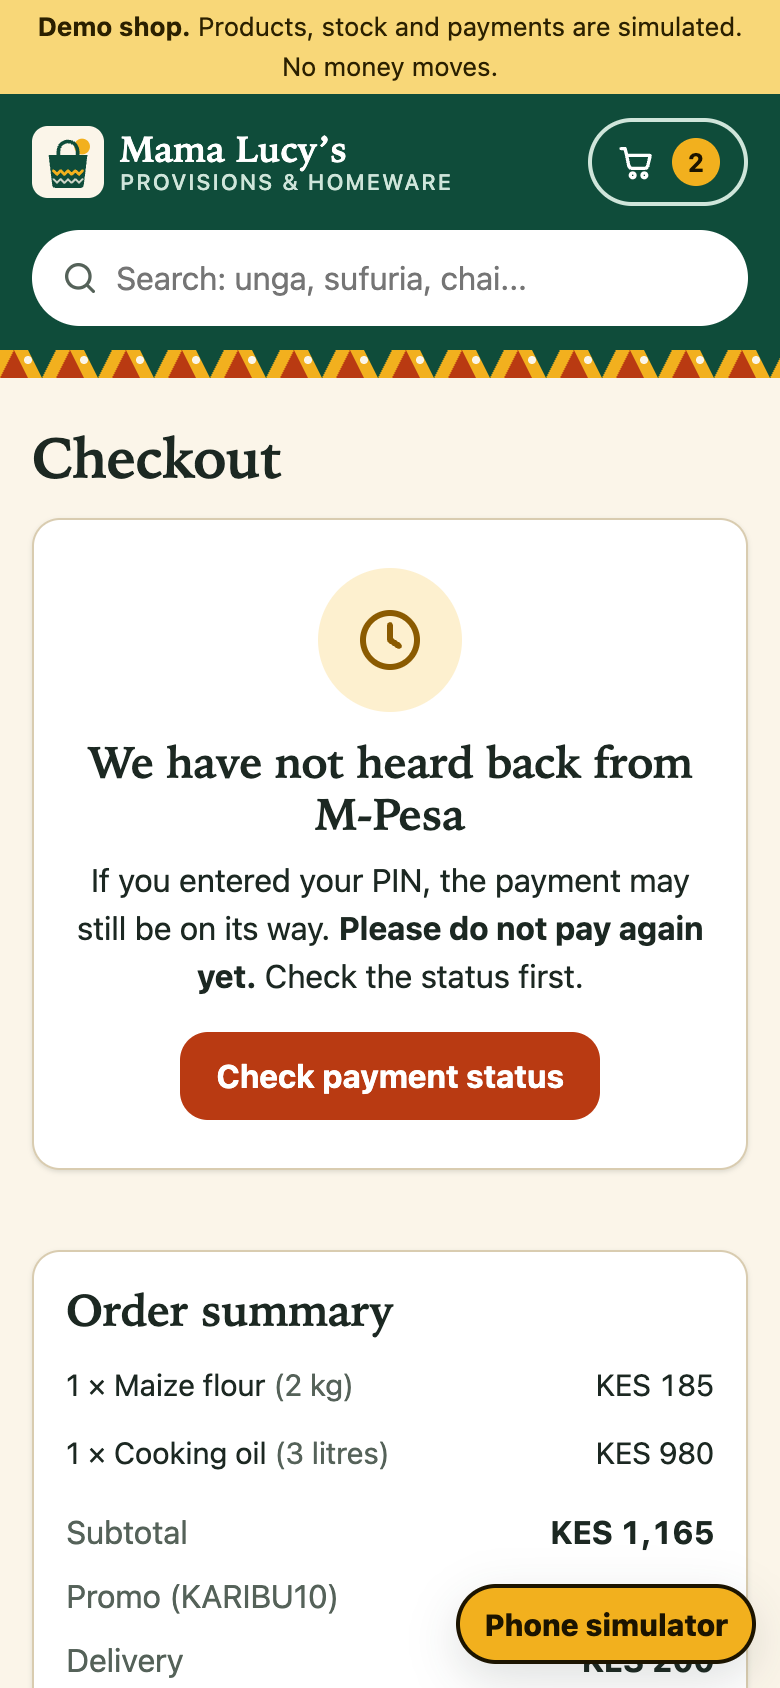 Demo shop. Products, stock and payments are simulated.
No money moves.
Mama Lucy’s
PROVISIONS & HOMEWARE
2
Search: unga, sufuria, chai...
Checkout
We have not heard back from
M-Pesa
If you entered your PIN, the payment may
still be on its way. Please do not pay again
yet. Check the status first.
Check payment status
Order summary
1 × Maize flour (2 kg) KES 185
1 × Cooking oil (3 litres) KES 980
Subtotal KES 1,165
Promo (KARIBU10)
Phone simulator
Delivery KES 200